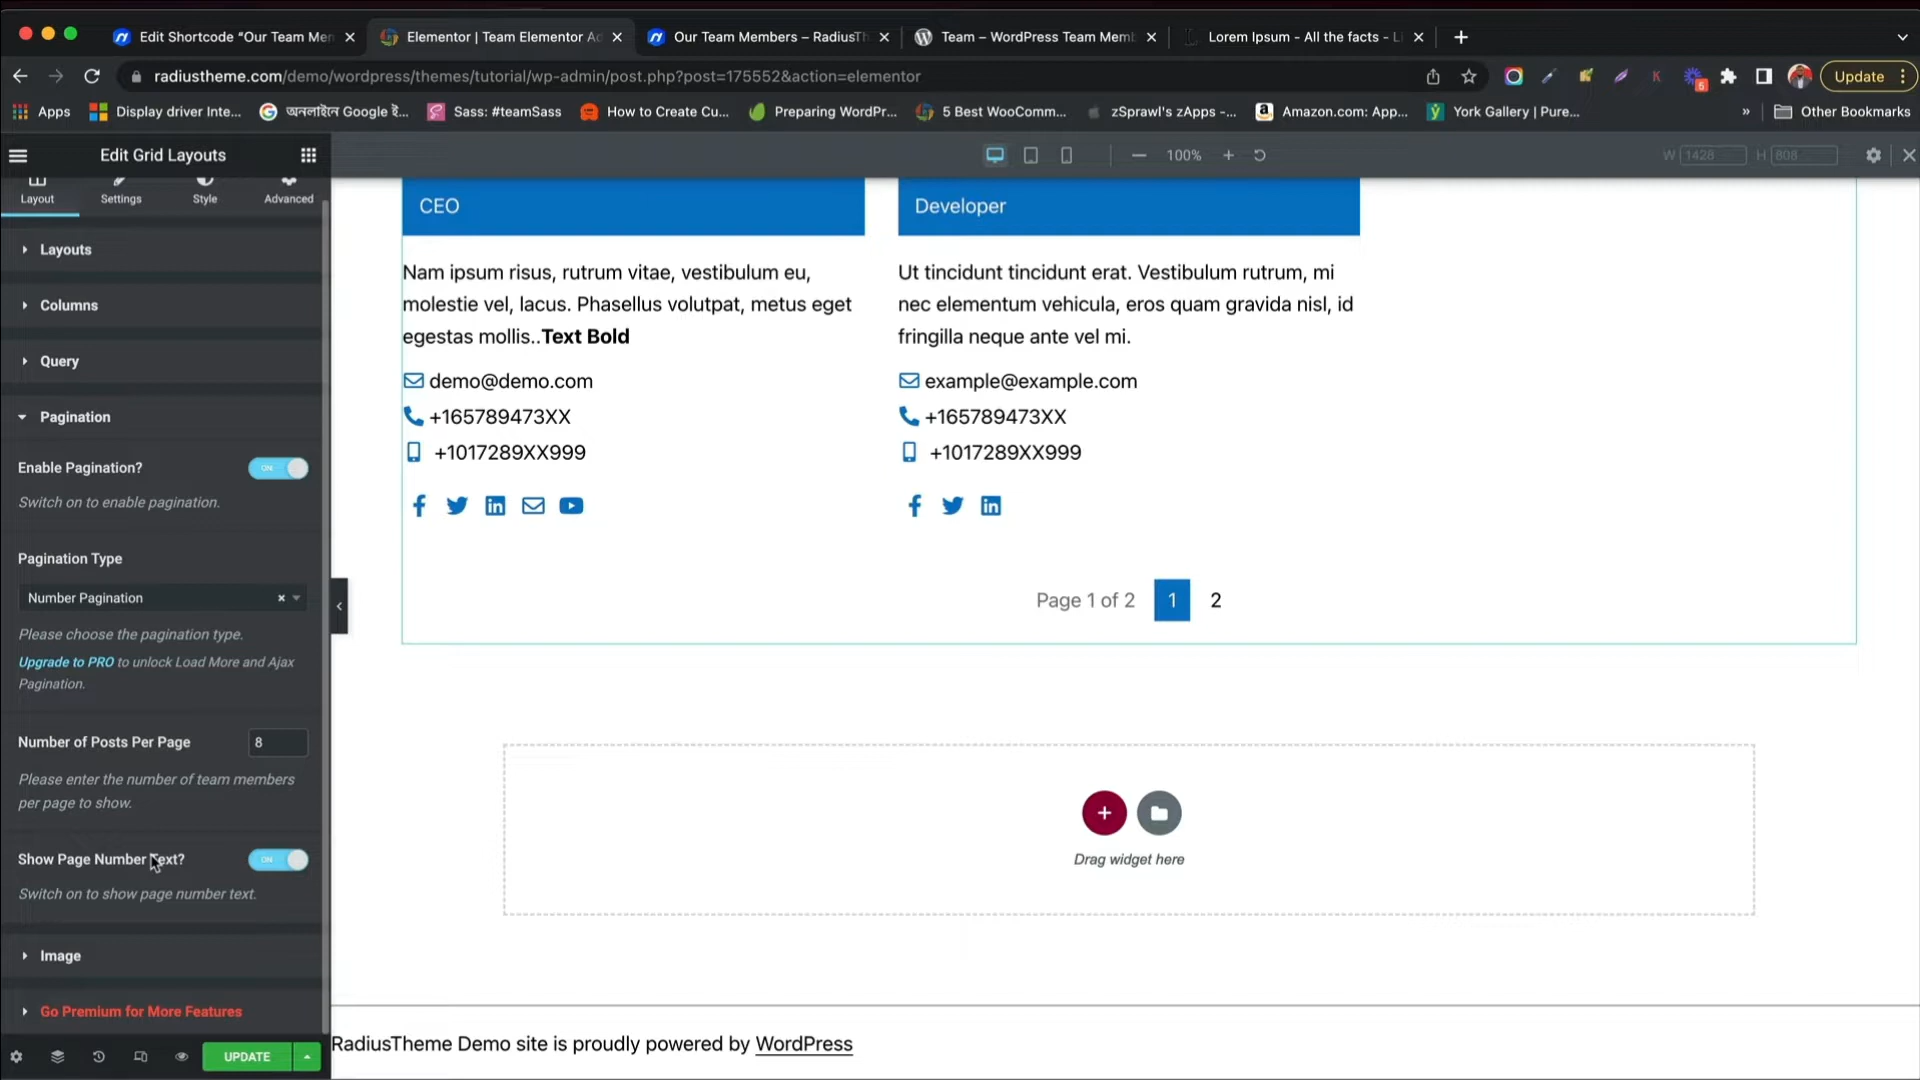 Edit Shortcode “Our Team Mem
Elementor | Team Elementor Ad
Our Team Members – RadiusTh
Team – WordPress Team Memb
Lorem Ipsum - All the facts - Li
radiustheme.com/demo/wordpress/themes/tutorial/wp-admin/post.php?post=175552&action=elementor
5
Update
Apps
Display driver Inte...
অনলাইনে Google ই...
Sass: #teamSass
How to Create Cu...
Preparing WordPr...
5 Best WooComm...
zSprawl's zApps -...
Amazon.com: App...
York Gallery | Pure...
»
Other Bookmarks
Edit Grid Layouts
100%
W 1428 H 808
Layout
Settings
Style
Advanced
Layouts
Columns
Query
Pagination
Enable Pagination?
ON
Switch on to enable pagination.
Pagination Type
Number Pagination
Please choose the pagination type.
Upgrade to PRO to unlock Load More and Ajax
Pagination.
Number of Posts Per Page
8
Please enter the number of team members
per page to show.
Show Page Number Text?
ON
Switch on to show page number text.
Image
Go Premium for More Features
UPDATE
CEO
Nam ipsum risus, rutrum vitae, vestibulum eu,
molestie vel, lacus. Phasellus volutpat, metus eget
egestas mollis..Text Bold
demo@demo.com
+165789473XX
+1017289XX999
Developer
Ut tincidunt tincidunt erat. Vestibulum rutrum, mi
nec elementum vehicula, eros quam gravida nisl, id
fringilla neque ante vel mi.
example@example.com
+165789473XX
+1017289XX999
Page 1 of 2 1 2
Drag widget here
RadiusTheme Demo site is proudly powered by WordPress